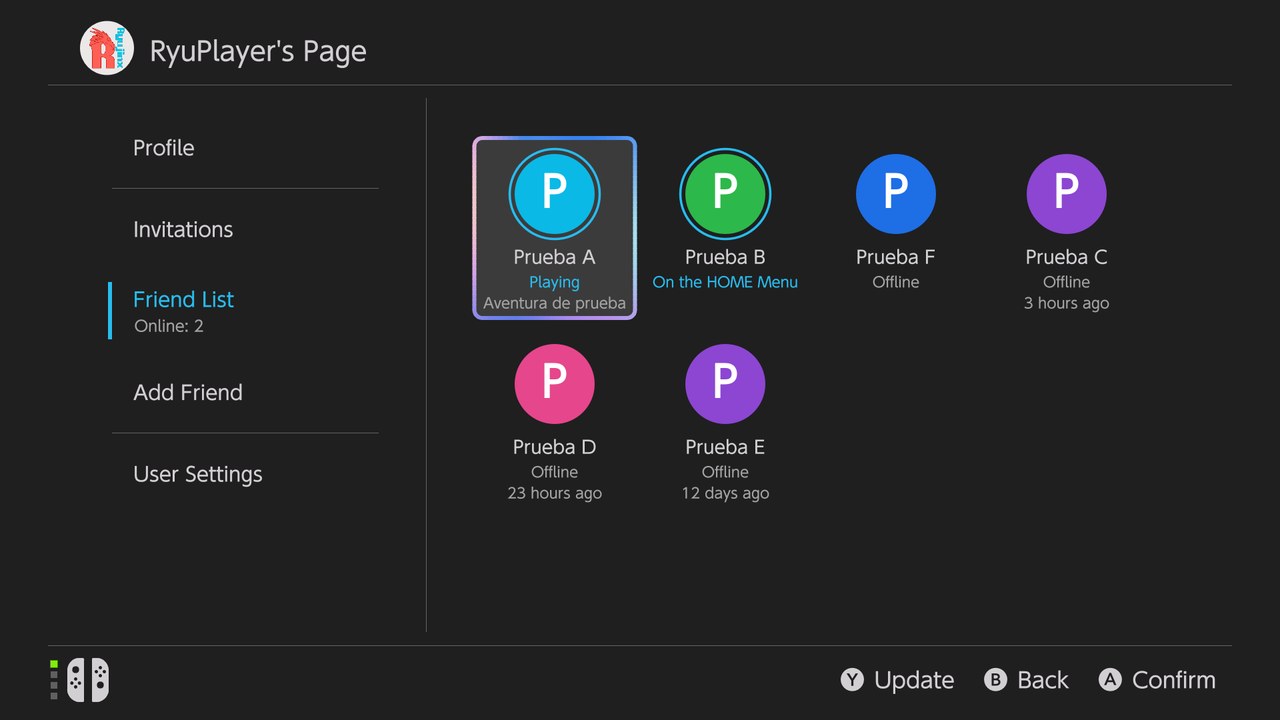 R
Ryujinx
RyuPlayer's Page
Profile
Invitations
Friend List
Online: 2
Add Friend
User Settings
P
Prueba A
Playing
Aventura de prueba
P
Prueba B
On the HOME Menu
P
Prueba F
Offline
P
Prueba C
Offline
3 hours ago
P
Prueba D
Offline
23 hours ago
P
Prueba E
Offline
12 days ago
Y Update
B Back
A Confirm